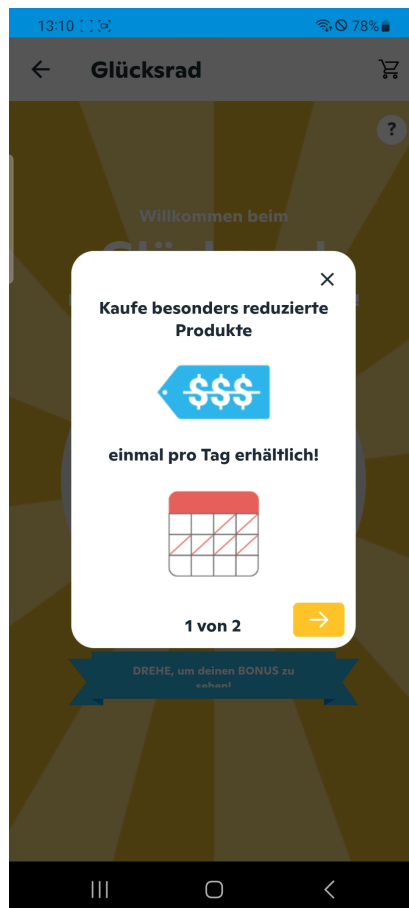 13:10
78%
Glücksrad
?
Willkommen beim
Kaufe besonders reduzierte
Produkte
$$$
einmal pro Tag erhältlich!
1 von 2
DREHE, um deinen BONUS zu
sehen!